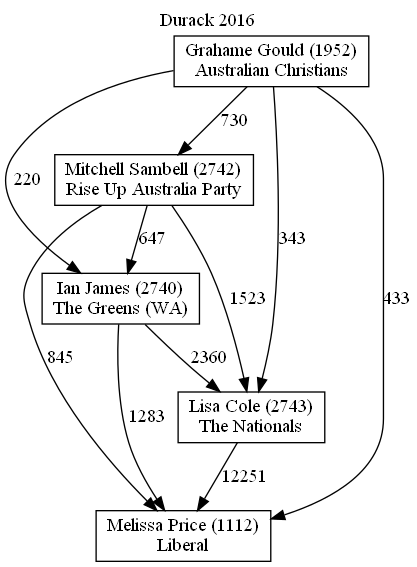 Durack 2016
Grahame Gould (1952)
Australian Christians
730
Mitchell Sambell (2742)
Rise Up Australia Party
220
647
343
Ian James (2740)
The Greens (WA)
1523
433
845
2360
1283
Lisa Cole (2743)
The Nationals
12251
Melissa Price (1112)
Liberal